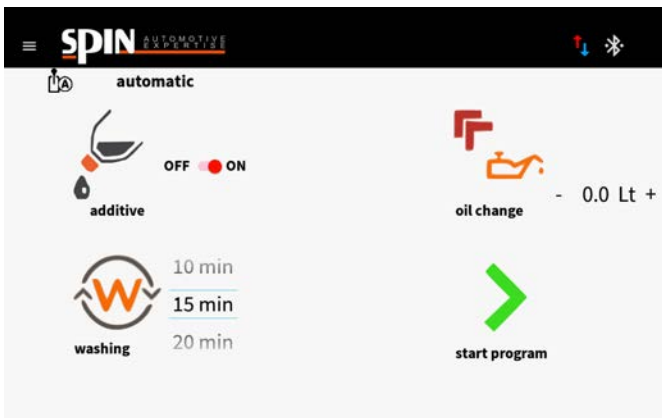 SPIN AUTOMOTIVE EXPERTISE
A automatic
OFF ON
additive
- 0.0 Lt +
oil change
10 min
W 15 min
20 min
washing
start program